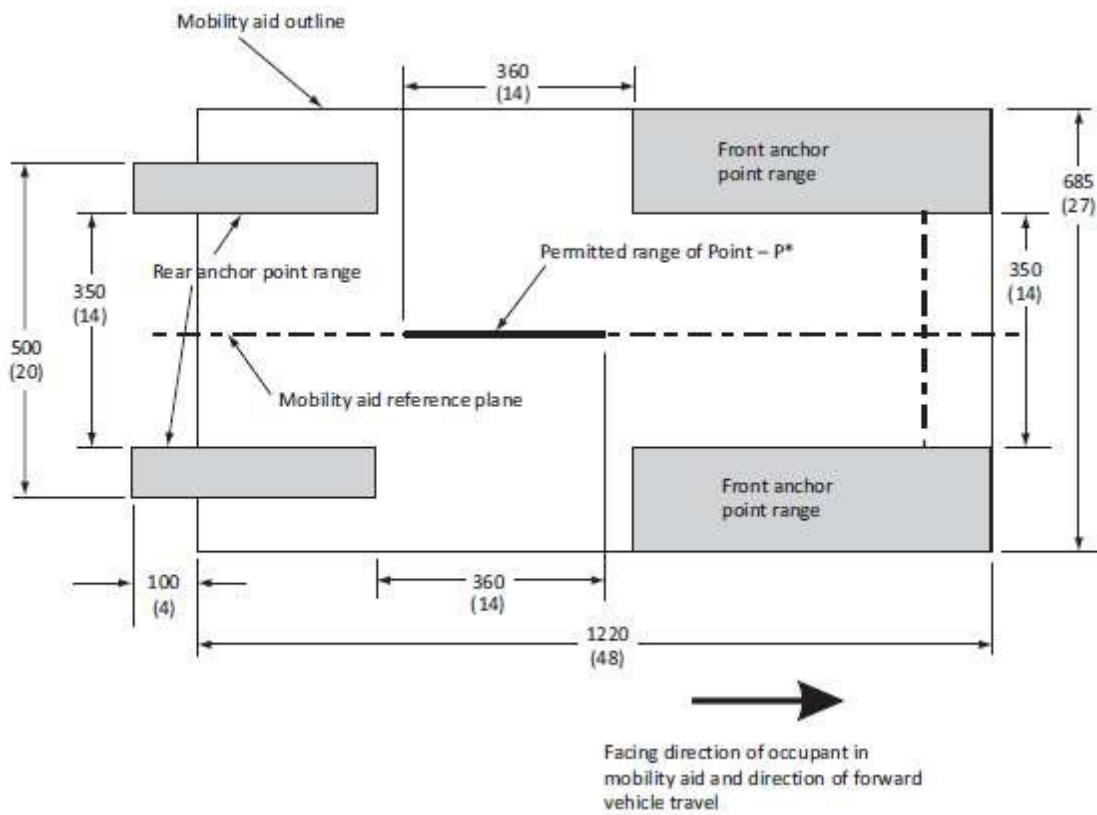 Mobility aid outline
360
(14)
Front anchor
point range
685
(27)
Permitted range of Point – P*
Rear anchor point range
350
(14)
350
(14)
500
(20)
Mobility aid reference plane
Front anchor
point range
100
(4)
360
(14)
1220
(48)
Facing direction of occupant in
mobility aid and direction of forward
vehicle travel